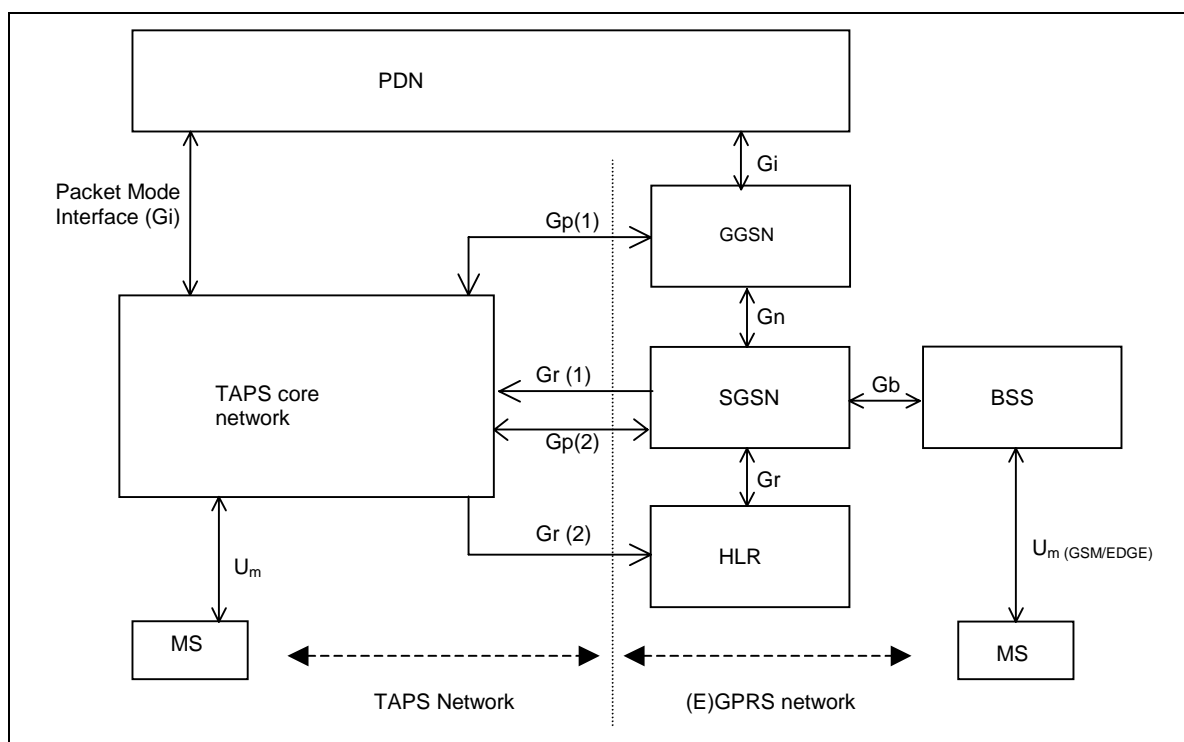 PDN
Packet Mode
Interface (Gi)
Gi
Gp(1)
GGSN
Gn
TAPS core
network
Gr (1)
SGSN
Gb
BSS
Gp(2)
Gr
Gr (2)
HLR
Um
Um (GSM/EDGE)
MS
MS
TAPS Network
(E)GPRS network